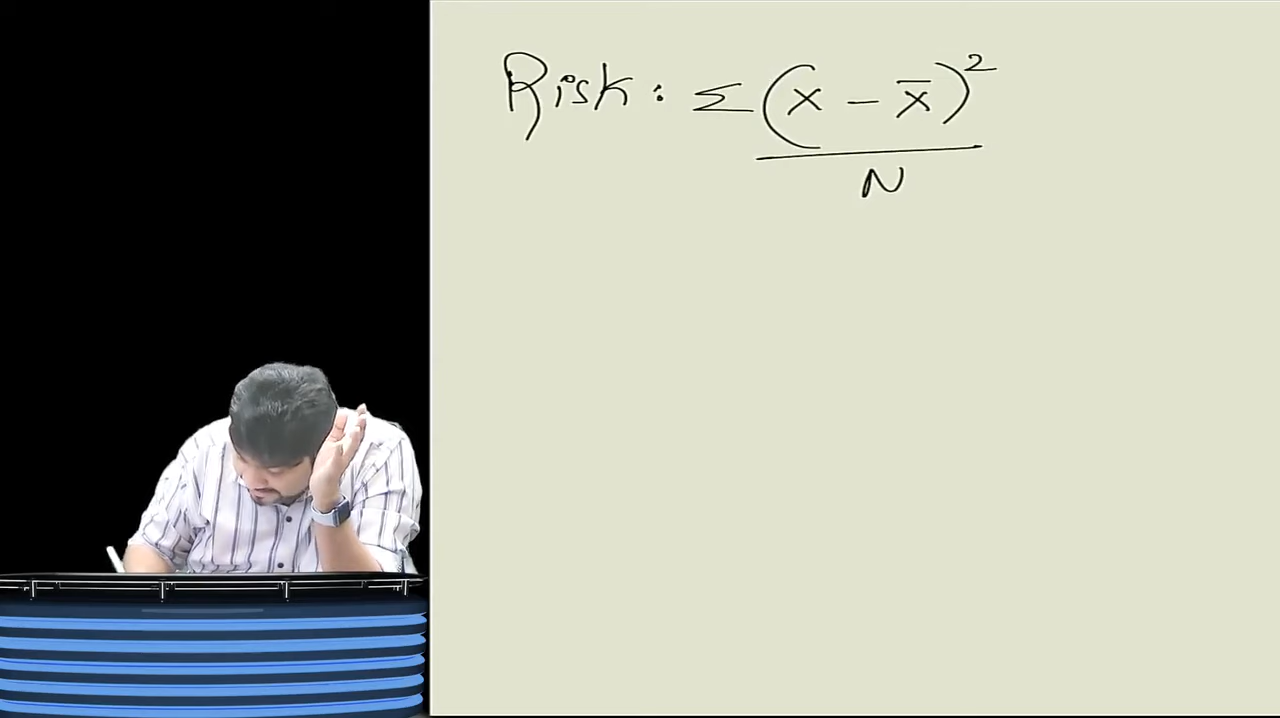 Risk: Σ(x - x̄)²
N